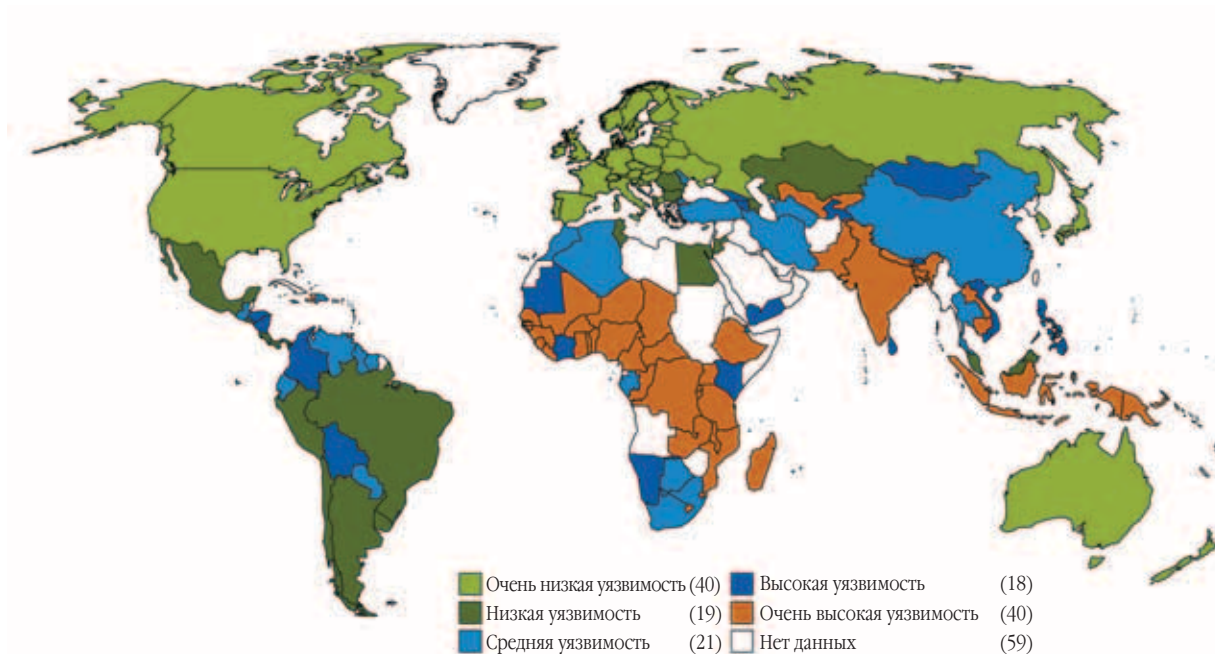 Очень низкая уязвимость (40)
Низкая уязвимость (19)
Средняя уязвимость (21)
Высокая уязвимость (18)
Очень высокая уязвимость (40)
Нет данных (59)